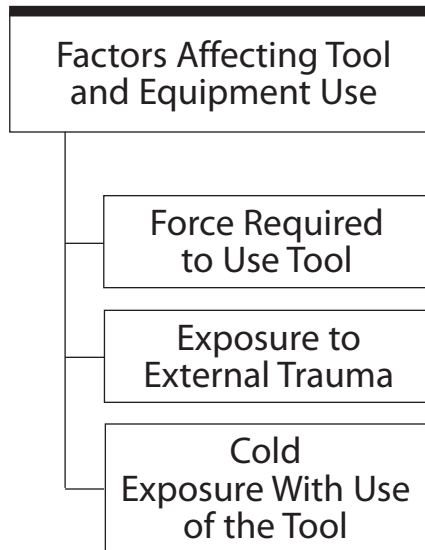 Factors Affecting Tool
and Equipment Use
Force Required
to Use Tool
Exposure to
External Trauma
Cold
Exposure With Use
of the Tool